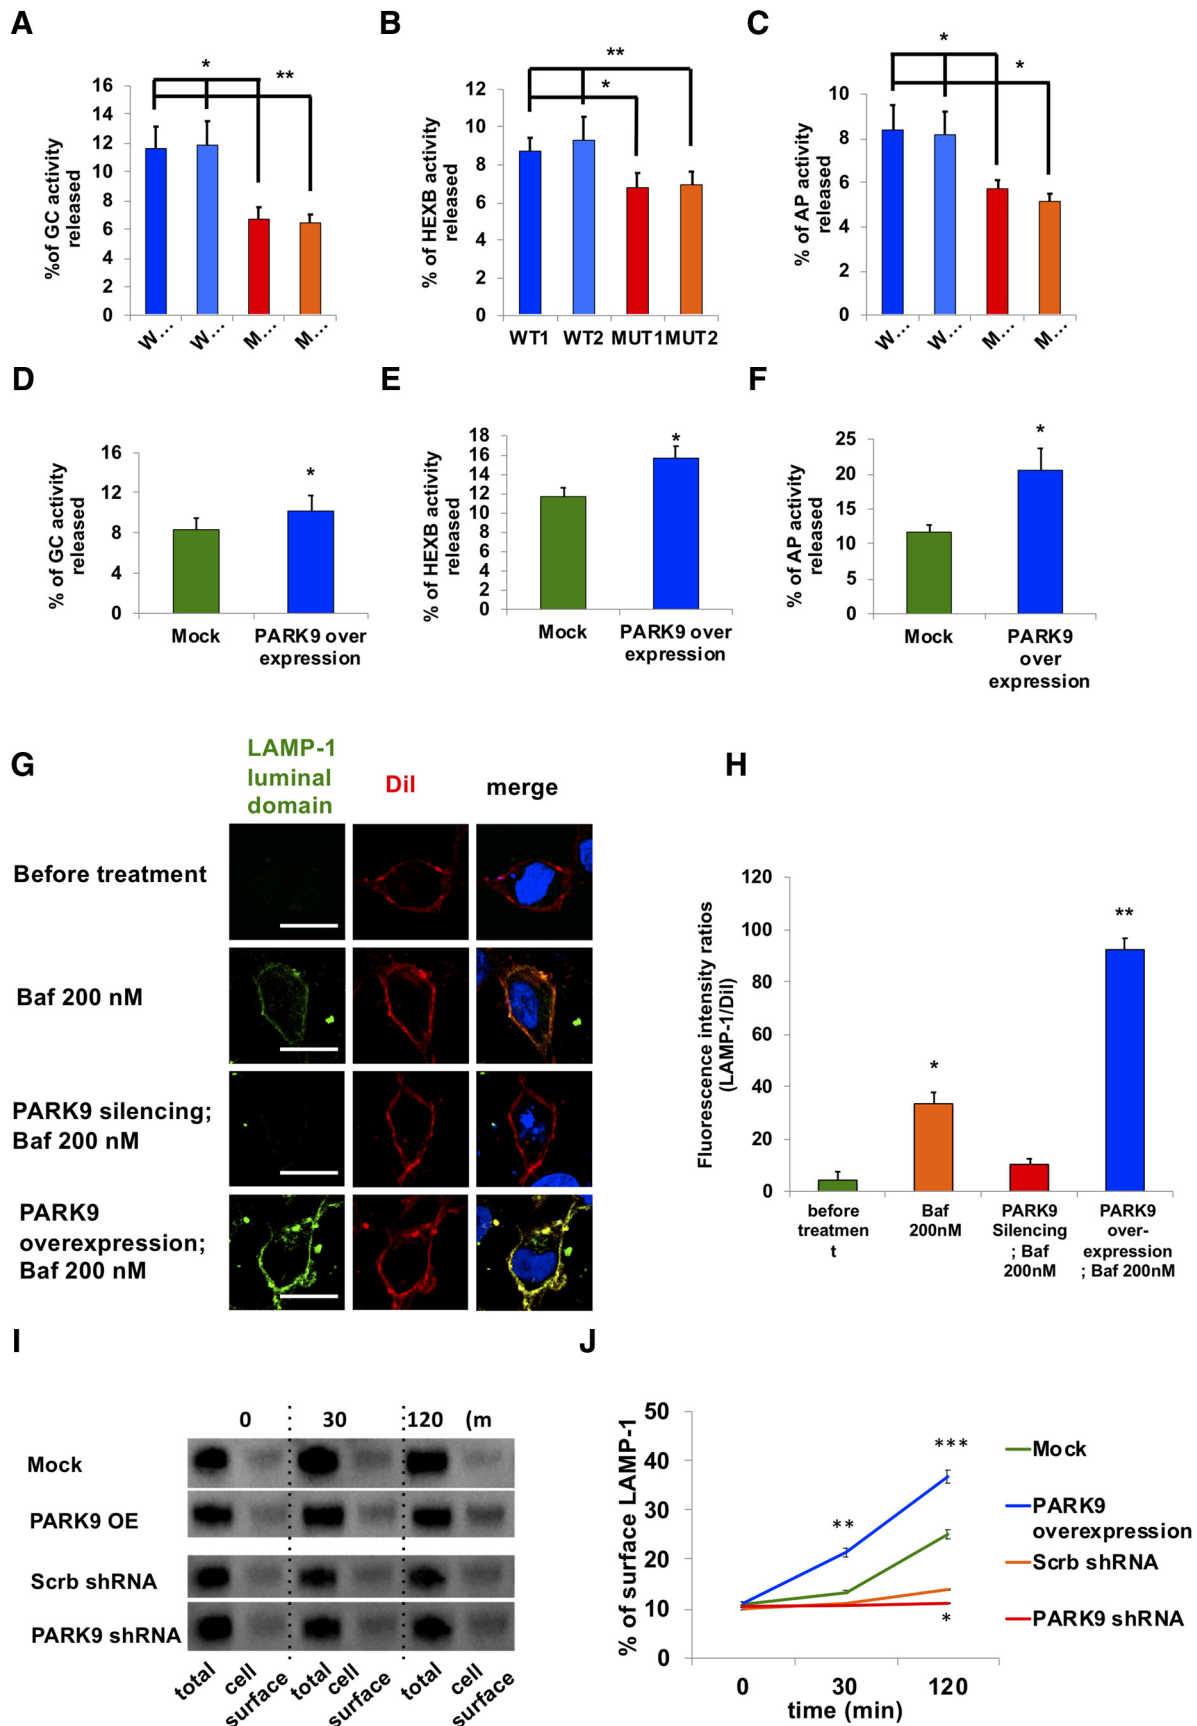 A
B
C
*
**
16
14
12
10
8
6
4
2
0
%of GC activity
released
W...
W...
M...
M...
**
*
12
10
8
6
4
2
0
% of HEXB activity
released
WT1
WT2
MUT1
MUT2
*
*
10
8
6
4
2
0
% of AP activity
released
W...
W...
M...
M...
D
E
F
*
16
12
8
4
0
% of GC activity
released
Mock
PARK9 over
expression
*
18
16
14
12
10
8
6
4
2
0
% of HEXB activity
released
Mock
PARK9 over
expression
*
25
20
15
10
5
0
% of AP activity
released
Mock
PARK9
over
expression
G
LAMP-1
luminal
domain
DiI
merge
Before treatment
Baf 200 nM
PARK9 silencing;
Baf 200 nM
PARK9
overexpression;
Baf 200 nM
H
120
100
80
60
40
20
0
Fluorescence intensity ratios
(LAMP-1/DiI)
*
**
before
treatmen
t
Baf
200nM
PARK9
Silencing
; Baf
200nM
PARK9
over-
expression
; Baf 200nM
I
0
30
120
(m
Mock
PARK9 OE
Scrb shRNA
PARK9 shRNA
total
cell
surface
total
cell
surface
total
cell
surface
J
50
40
30
20
10
0
% of surface LAMP-1
**
***
*
0
30
120
time (min)
Mock
PARK9
overexpression
Scrb shRNA
PARK9 shRNA